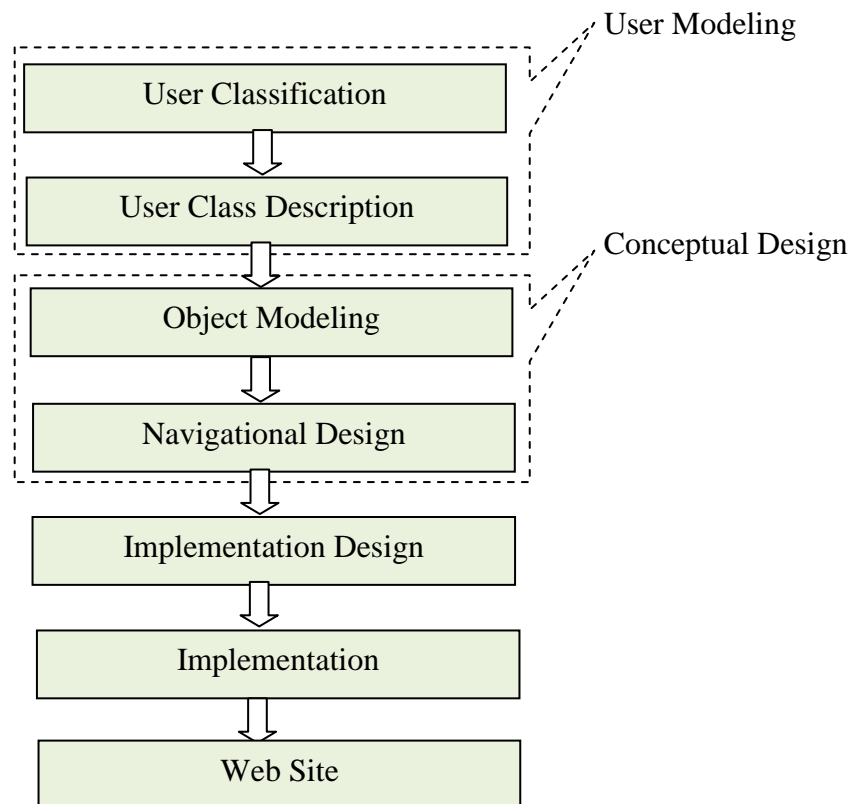 User Modeling
User Classification
User Class Description
Conceptual Design
Object Modeling
Navigational Design
Implementation Design
Implementation
Web Site